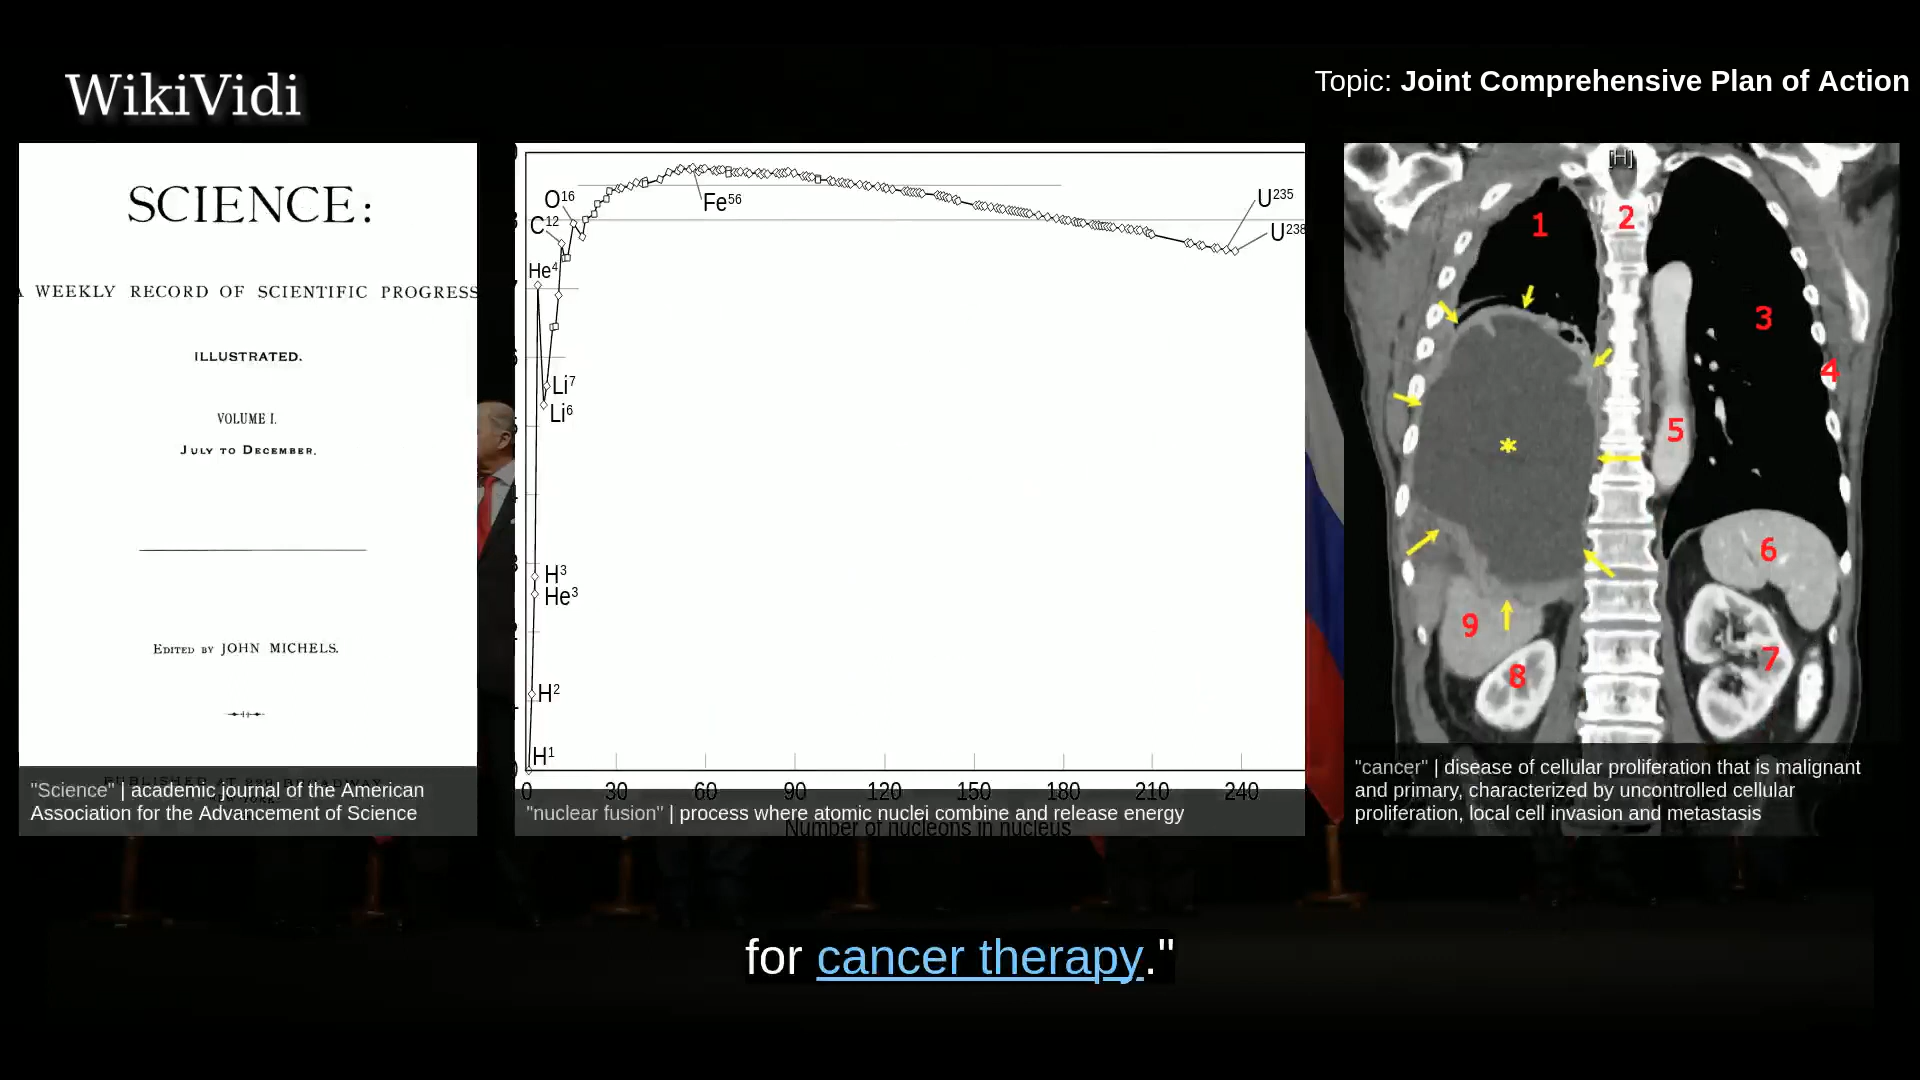 WikiVidi
Topic: Joint Comprehensive Plan of Action
SCIENCE:
A WEEKLY RECORD OF SCIENTIFIC PROGRESS
ILLUSTRATED.
VOLUME I.
JULY TO DECEMBER.
EDITED BY JOHN MICHELS.
PUBLISHED AT 229 BROADWAY
NEW YORK.
"Science" | academic journal of the American
Association for the Advancement of Science
O16
C12
He4
Fe56
U235
U238
Li7
Li6
H3
He3
H2
H1
0 30 60 90 120 150 180 210 240
Number of nucleons in nucleus
"nuclear fusion" | process where atomic nuclei combine and release energy
[H]
1
2
3
4
5
6
7
8
9
*
"cancer" | disease of cellular proliferation that is malignant
and primary, characterized by uncontrolled cellular
proliferation, local cell invasion and metastasis
for cancer therapy."